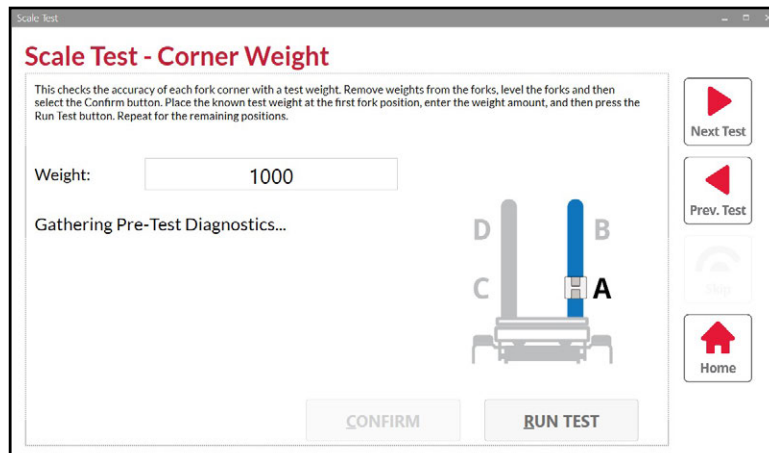 Scale Test
Scale Test - Corner Weight
This checks the accuracy of each fork corner with a test weight. Remove weights from the forks, level the forks and then
select the Confirm button. Place the known test weight at the first fork position, enter the weight amount, and then press the
Run Test button. Repeat for the remaining positions.
Weight:
1000
Gathering Pre-Test Diagnostics...
D
B
C
A
CONFIRM
RUN TEST
Next Test
Prev. Test
Skip
Home